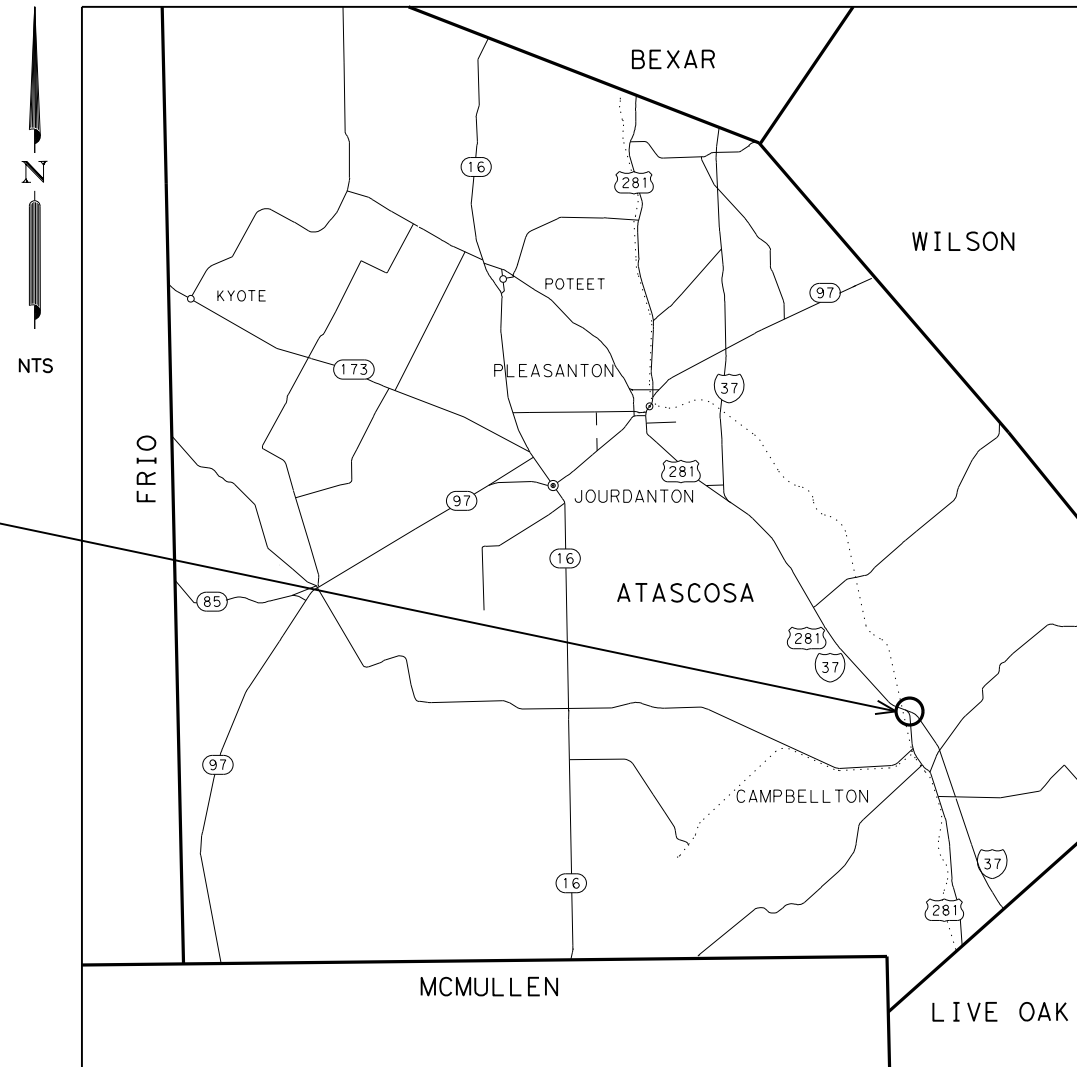 BEXAR
N
16
281
WILSON
POTEET
KYOTE
97
NTS
173
PLEASANTON
37
FRIO
281
97
JOURDANTON
16
ATASCOSA
85
281
37
97
CAMPBELLTON
37
16
281
MCMULLEN
LIVE OAK